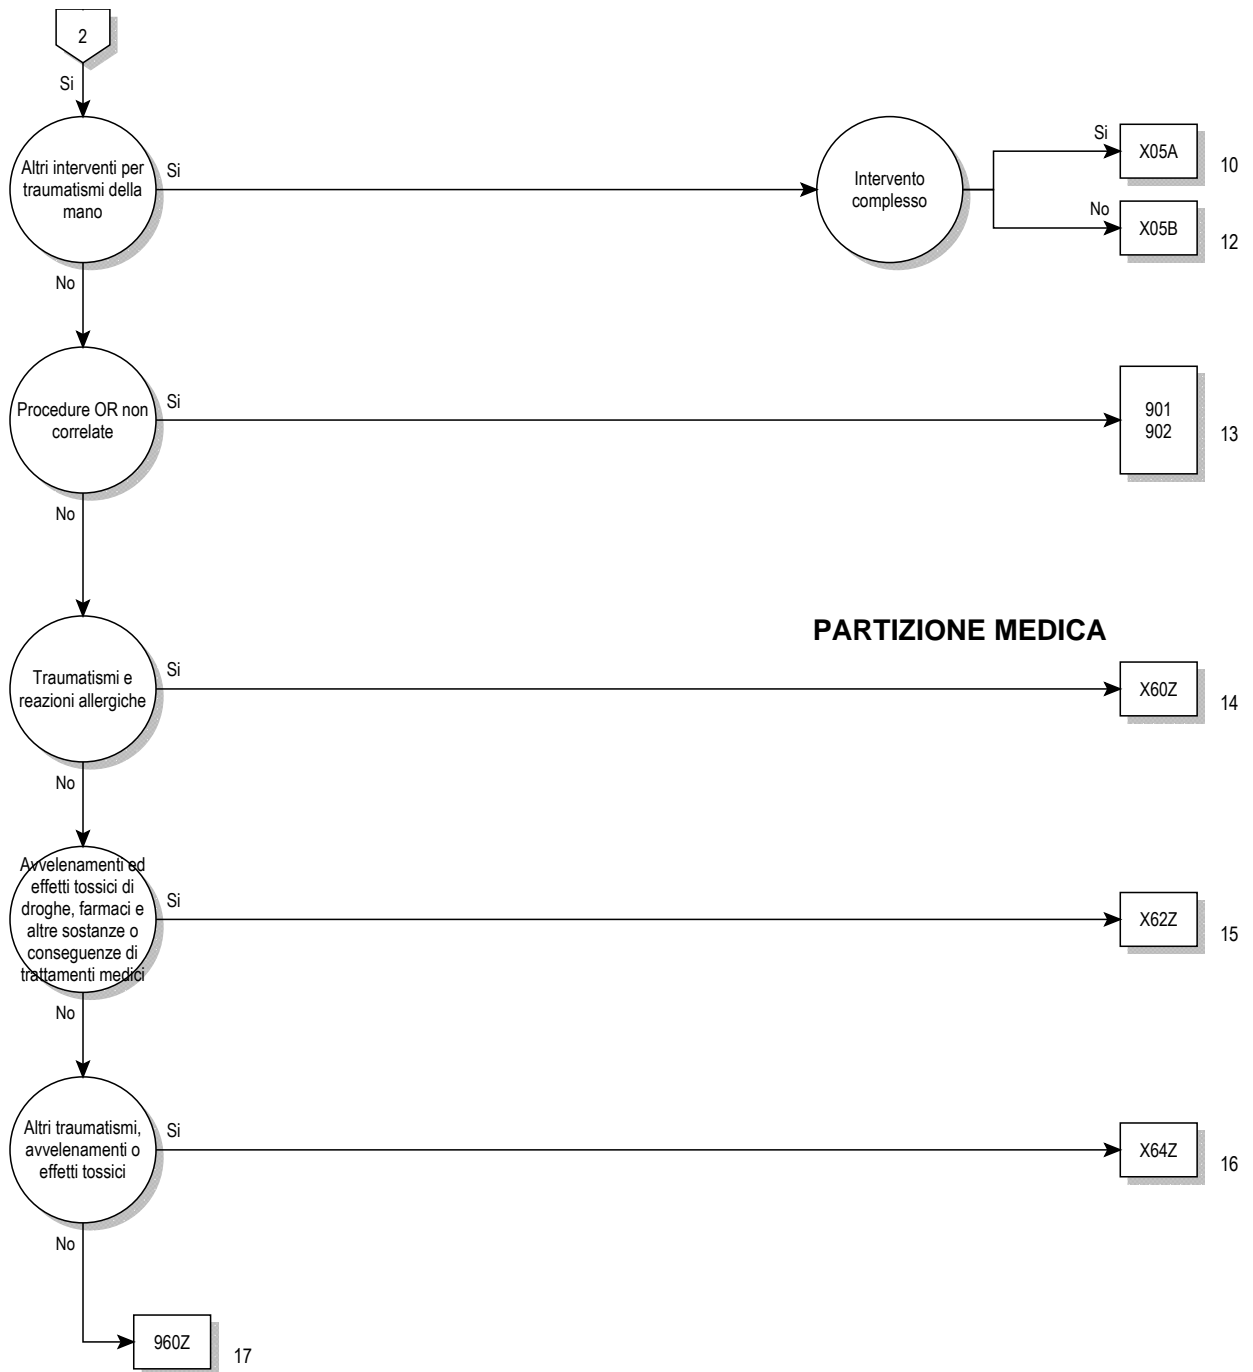 2
Si
Altri interventi per
traumatismi della
mano
Si
Intervento
complesso
Si
X05A
10
No
X05B
12
No
Procedure OR non
correlate
Si
901
902
13
No
PARTIZIONE MEDICA
Traumatismi e
reazioni allergiche
Si
X60Z
14
No
Avvelenamenti ed
effetti tossici di
droghe, farmaci e
altre sostanze o
conseguenze di
trattamenti medici
Si
X62Z
15
No
Altri traumatismi,
avvelenamenti o
effetti tossici
Si
X64Z
16
No
960Z
17